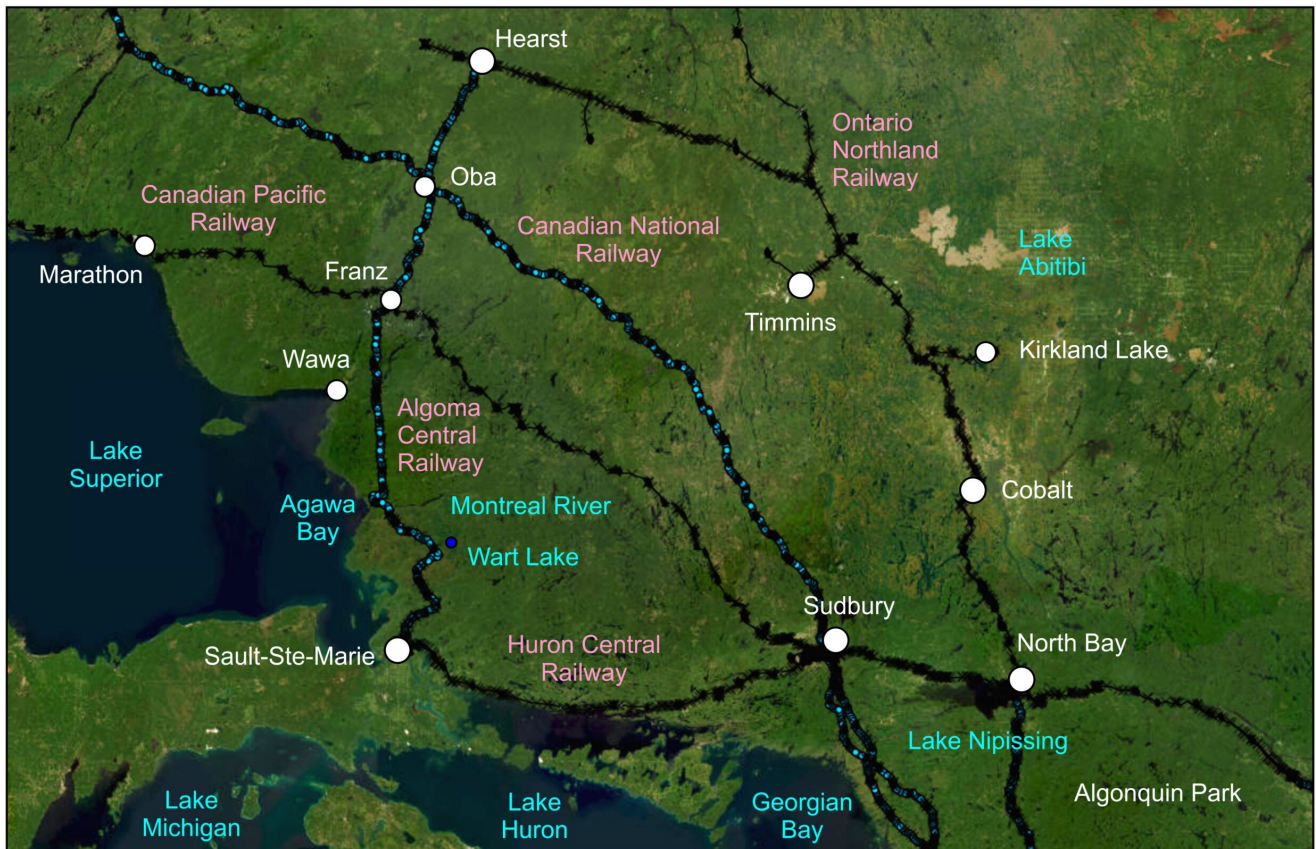 Hearst
Ontario
Northland
Railway
Oba
Canadian Pacific
Railway
Canadian National
Railway
Lake
Abitibi
Marathon
Franz
Timmins
Wawa
Kirkland Lake
Algoma
Central
Railway
Lake
Superior
Agawa
Bay
Montreal River
Cobalt
Wart Lake
Sudbury
Sault-Ste-Marie
Huron Central
Railway
North Bay
Lake Nipissing
Lake
Michigan
Lake
Huron
Georgian
Bay
Algonquin Park